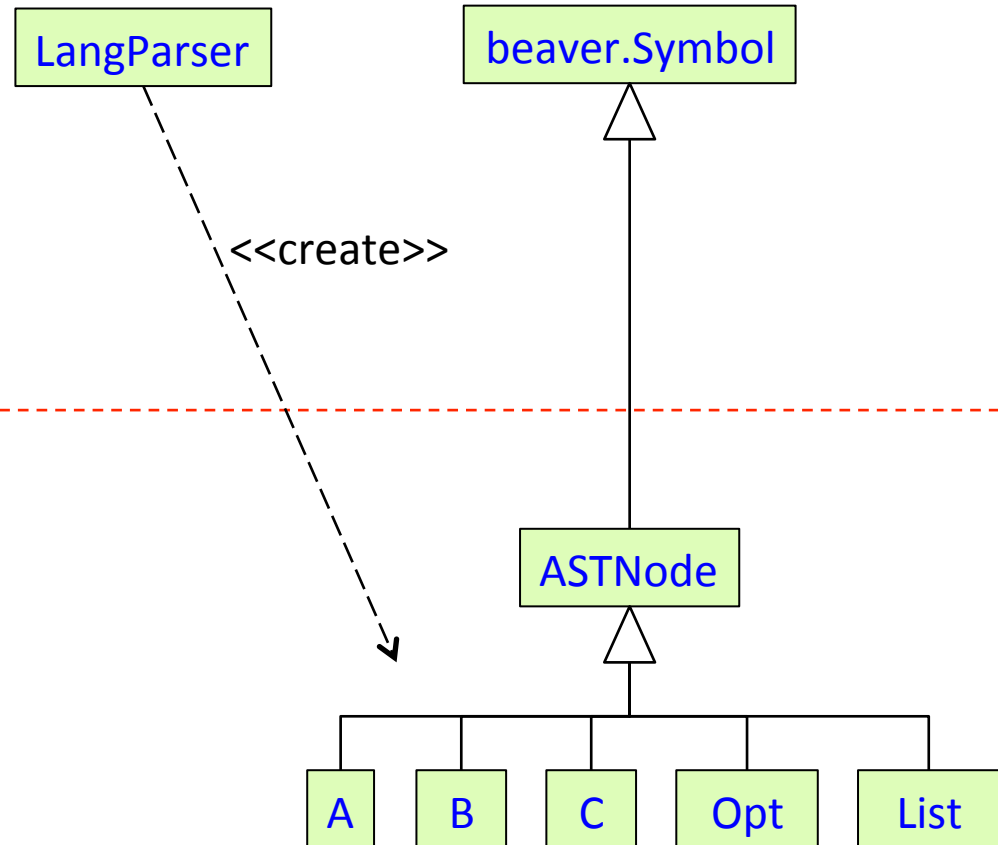 LangParser
beaver.Symbol
<<create>>
ASTNode
A
B
C
Opt
List